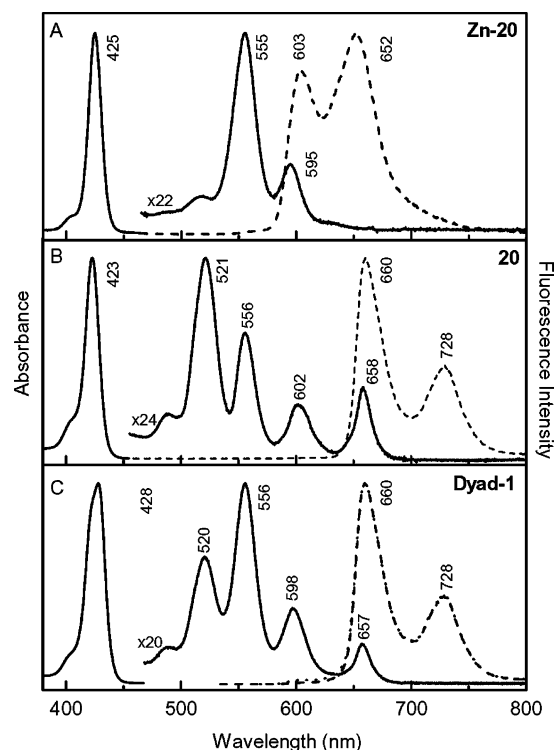 A
Zn-20
425
555
603
652
595
x22
B
20
423
521
556
602
658
660
728
x24
C
Dyad-1
428
520
556
598
657
660
728
x20
Absorbance
Fluorescence Intensity
400 500 600 700 800
Wavelength (nm)